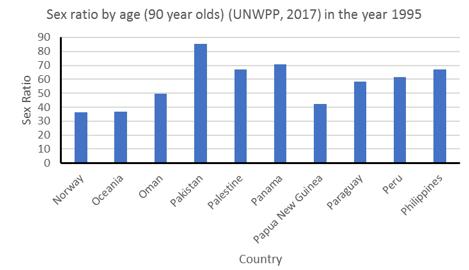 Sex ratio by age (90 year olds) (UNWPP, 2017) in the year 1995
Sex Ratio
90
80
70
60
50
40
30
20
10
0
Norway
Oceania
Oman
Pakistan
Palestine
Panama
Papua New Guinea
Paraguay
Peru
Philippines
Country